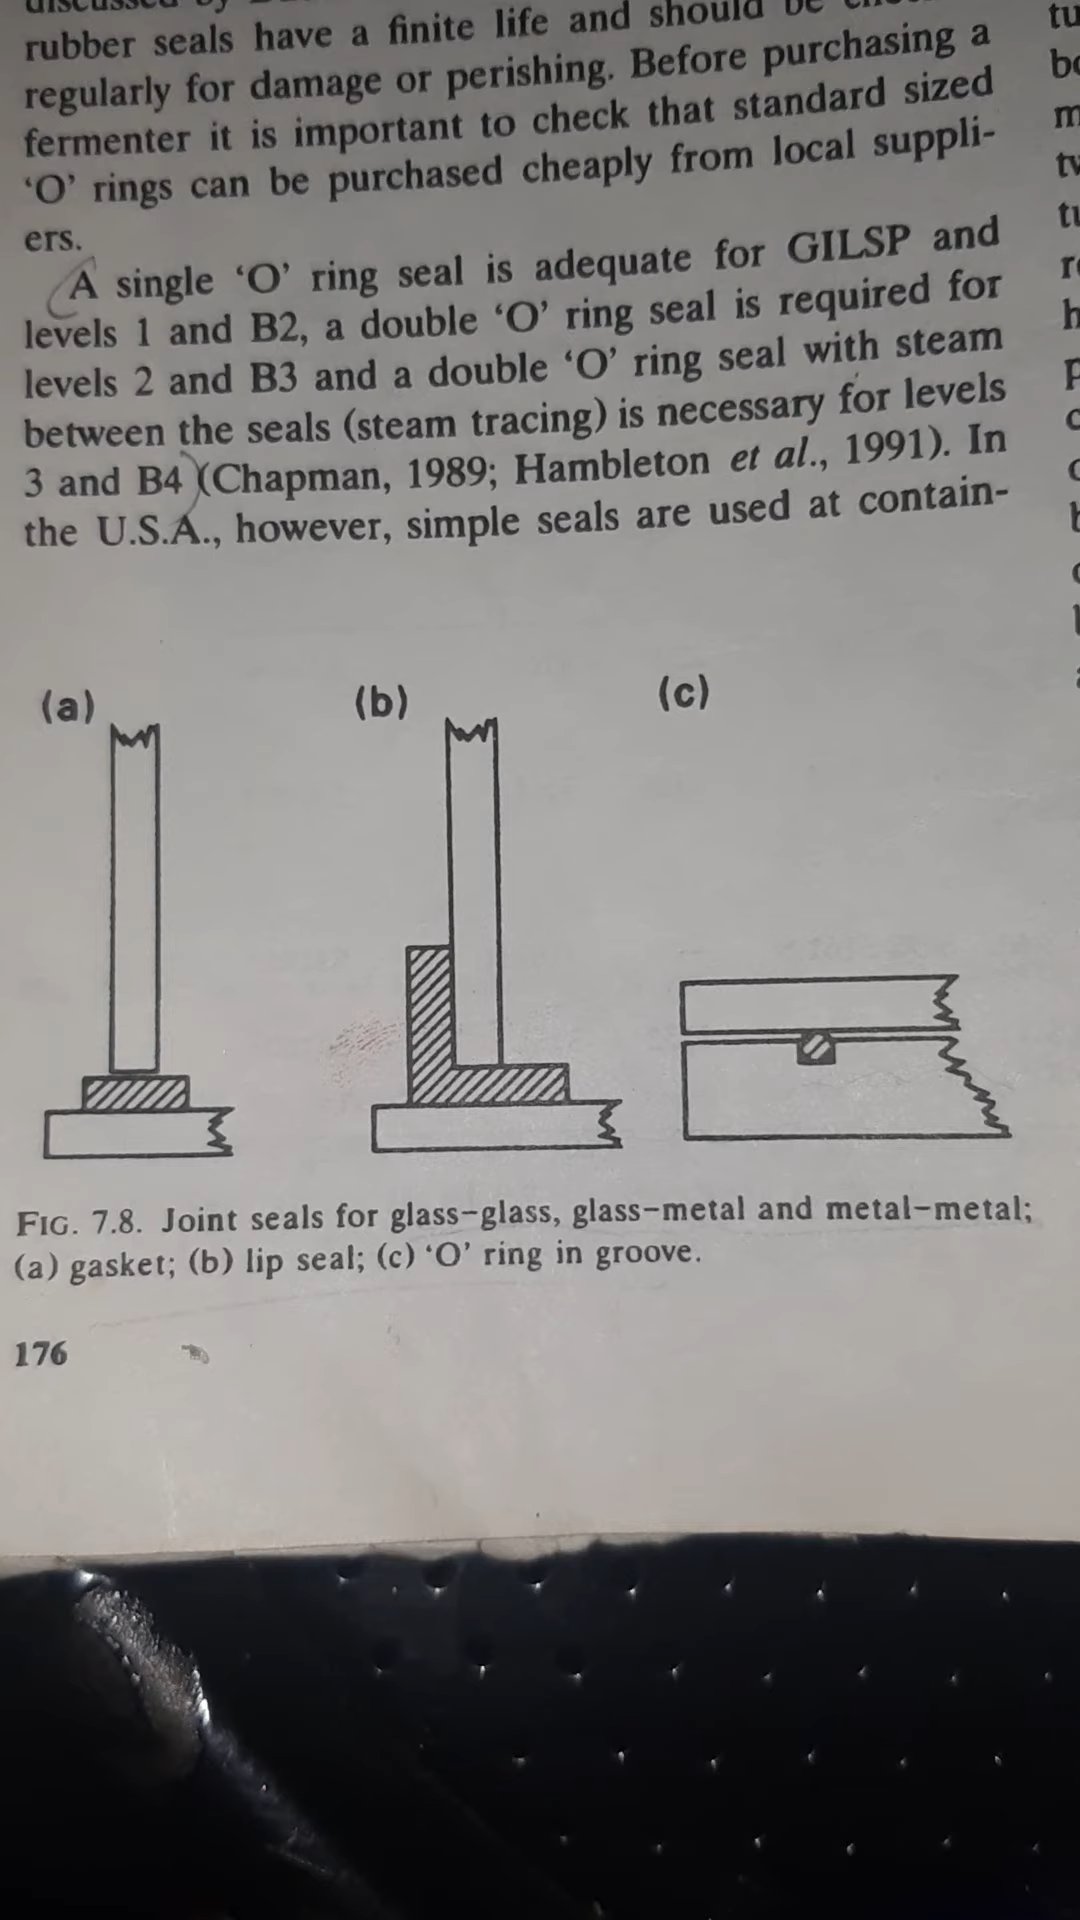 rubber seals have a finite life and should be
regularly for damage or perishing. Before purchasing a
fermenter it is important to check that standard sized
‘O’ rings can be purchased cheaply from local suppli-
ers.
A single ‘O’ ring seal is adequate for GILSP and
levels 1 and B2, a double ‘O’ ring seal is required for
levels 2 and B3 and a double ‘O’ ring seal with steam
between the seals (steam tracing) is necessary for levels
3 and B4 (Chapman, 1989; Hambleton et al., 1991). In
the U.S.A., however, simple seals are used at contain-
(a)
(b)
(c)
FIG. 7.8. Joint seals for glass–glass, glass–metal and metal–metal;
(a) gasket; (b) lip seal; (c) ‘O’ ring in groove.
176